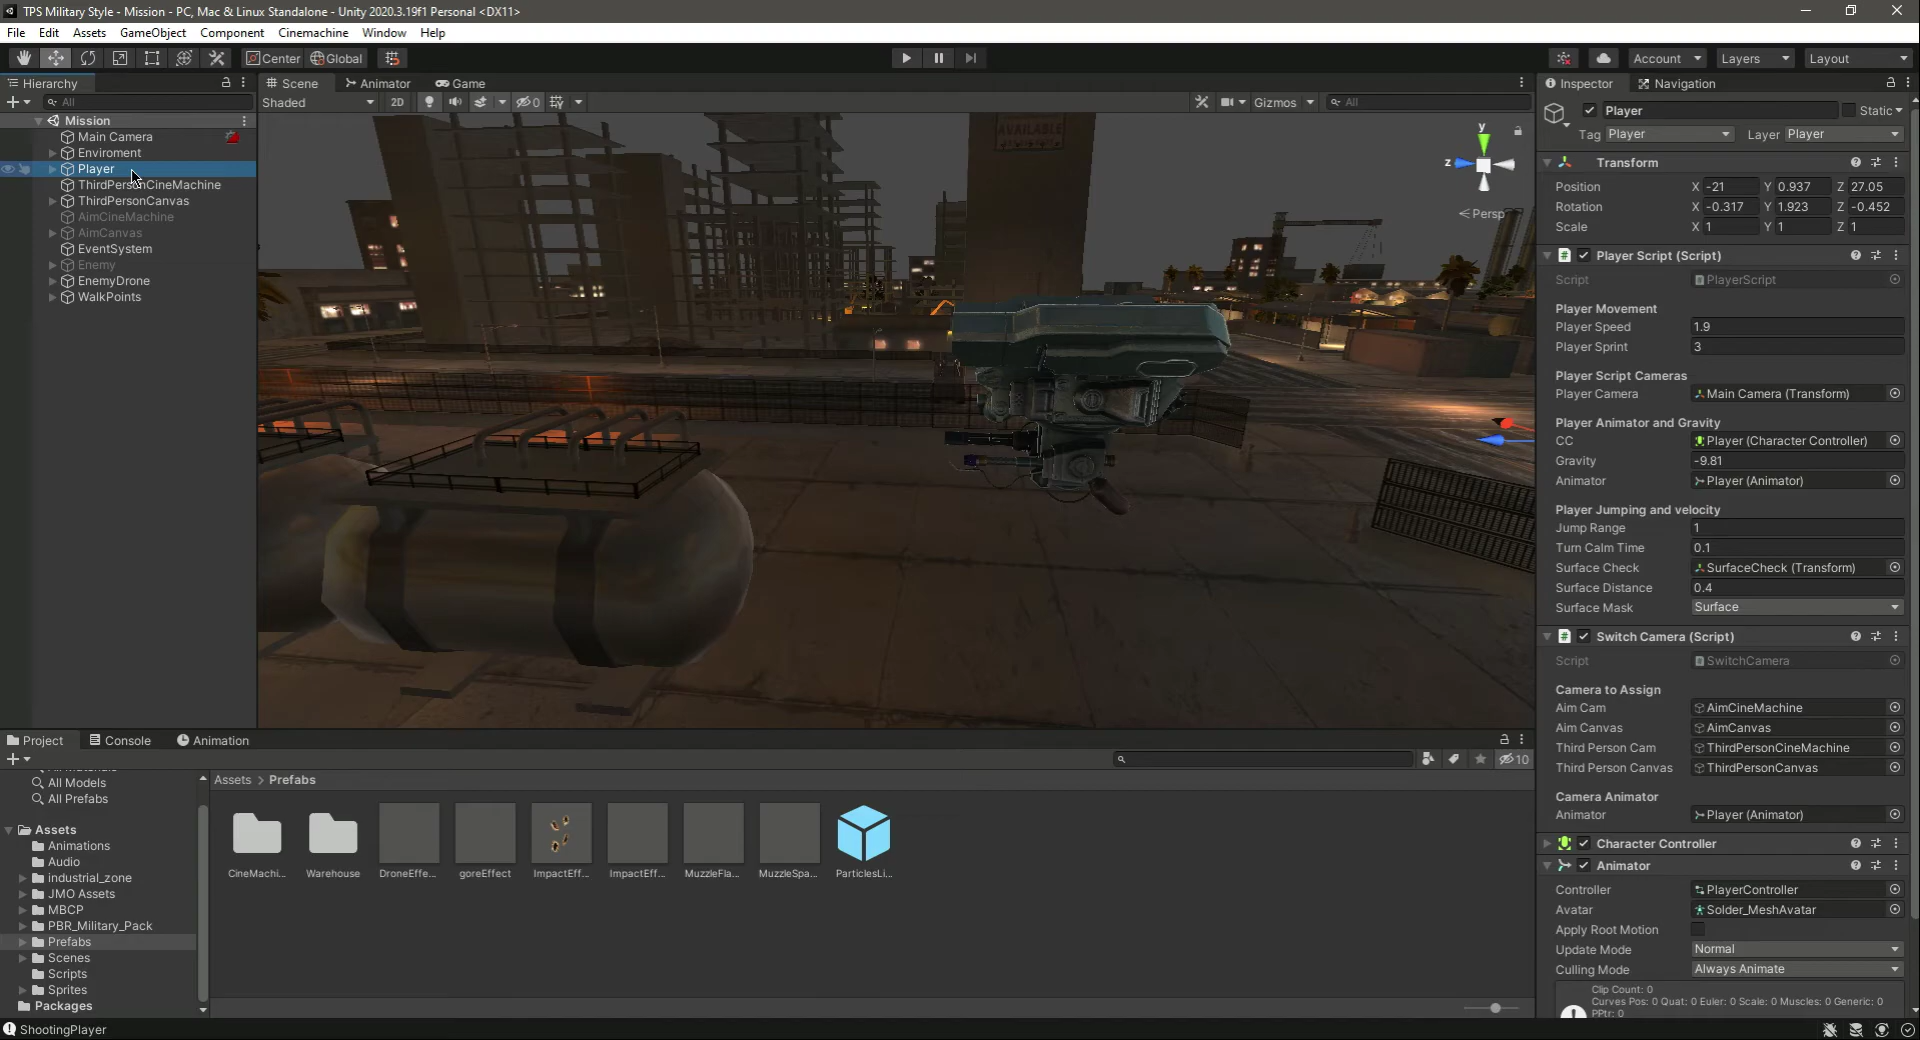 TPS Military Style - Mission - PC, Mac & Linux Standalone - Unity 2020.3.19f1 Personal <DX11>
File Edit Assets GameObject Component Cinemachine Window Help
Center Global Account Layers Layout
Hierarchy
All
Mission
Main Camera
Enviroment
Player
ThirdPersonCineMachine
ThirdPersonCanvas
AimCineMachine
AimCanvas
EventSystem
Enemy
EnemyDrone
WalkPoints
Scene Animator Game
Shaded 2D 0 Gizmos All
AVAILABLE
y
z
Persp
Inspector Navigation
Player Static
Tag Player Layer Player
Transform
Position X -21 Y 0.937 Z 27.05
Rotation X -0.317 Y 1.923 Z -0.452
Scale X 1 Y 1 Z 1
Player Script (Script)
Script PlayerScript
Player Movement
Player Speed 1.9
Player Sprint 3
Player Script Cameras
Player Camera Main Camera (Transform)
Player Animator and Gravity
CC Player (Character Controller)
Gravity -9.81
Animator Player (Animator)
Player Jumping and velocity
Jump Range 1
Turn Calm Time 0.1
Surface Check SurfaceCheck (Transform)
Surface Distance 0.4
Surface Mask Surface
Switch Camera (Script)
Script SwitchCamera
Camera to Assign
Aim Cam AimCineMachine
Aim Canvas AimCanvas
Third Person Cam ThirdPersonCineMachine
Third Person Canvas ThirdPersonCanvas
Camera Animator
Animator Player (Animator)
Character Controller
Animator
Controller PlayerController
Avatar Solder_MeshAvatar
Apply Root Motion
Update Mode Normal
Culling Mode Always Animate
Clip Count: 0
Curves Pos: 0 Quat: 0 Euler: 0 Scale: 0 Muscles: 0 Generic: 0
PPtr: 0
Project Console Animation
10
All Materials
All Models
All Prefabs
Assets
Animations
Audio
industrial_zone
JMO Assets
MBCP
PBR_Military_Pack
Prefabs
Scenes
Scripts
Sprites
Packages
Assets > Prefabs
CineMachi... Warehouse DroneEffe... goreEffect ImpactEff... ImpactEff... MuzzleFla... MuzzleSpa... ParticlesLi...
ShootingPlayer